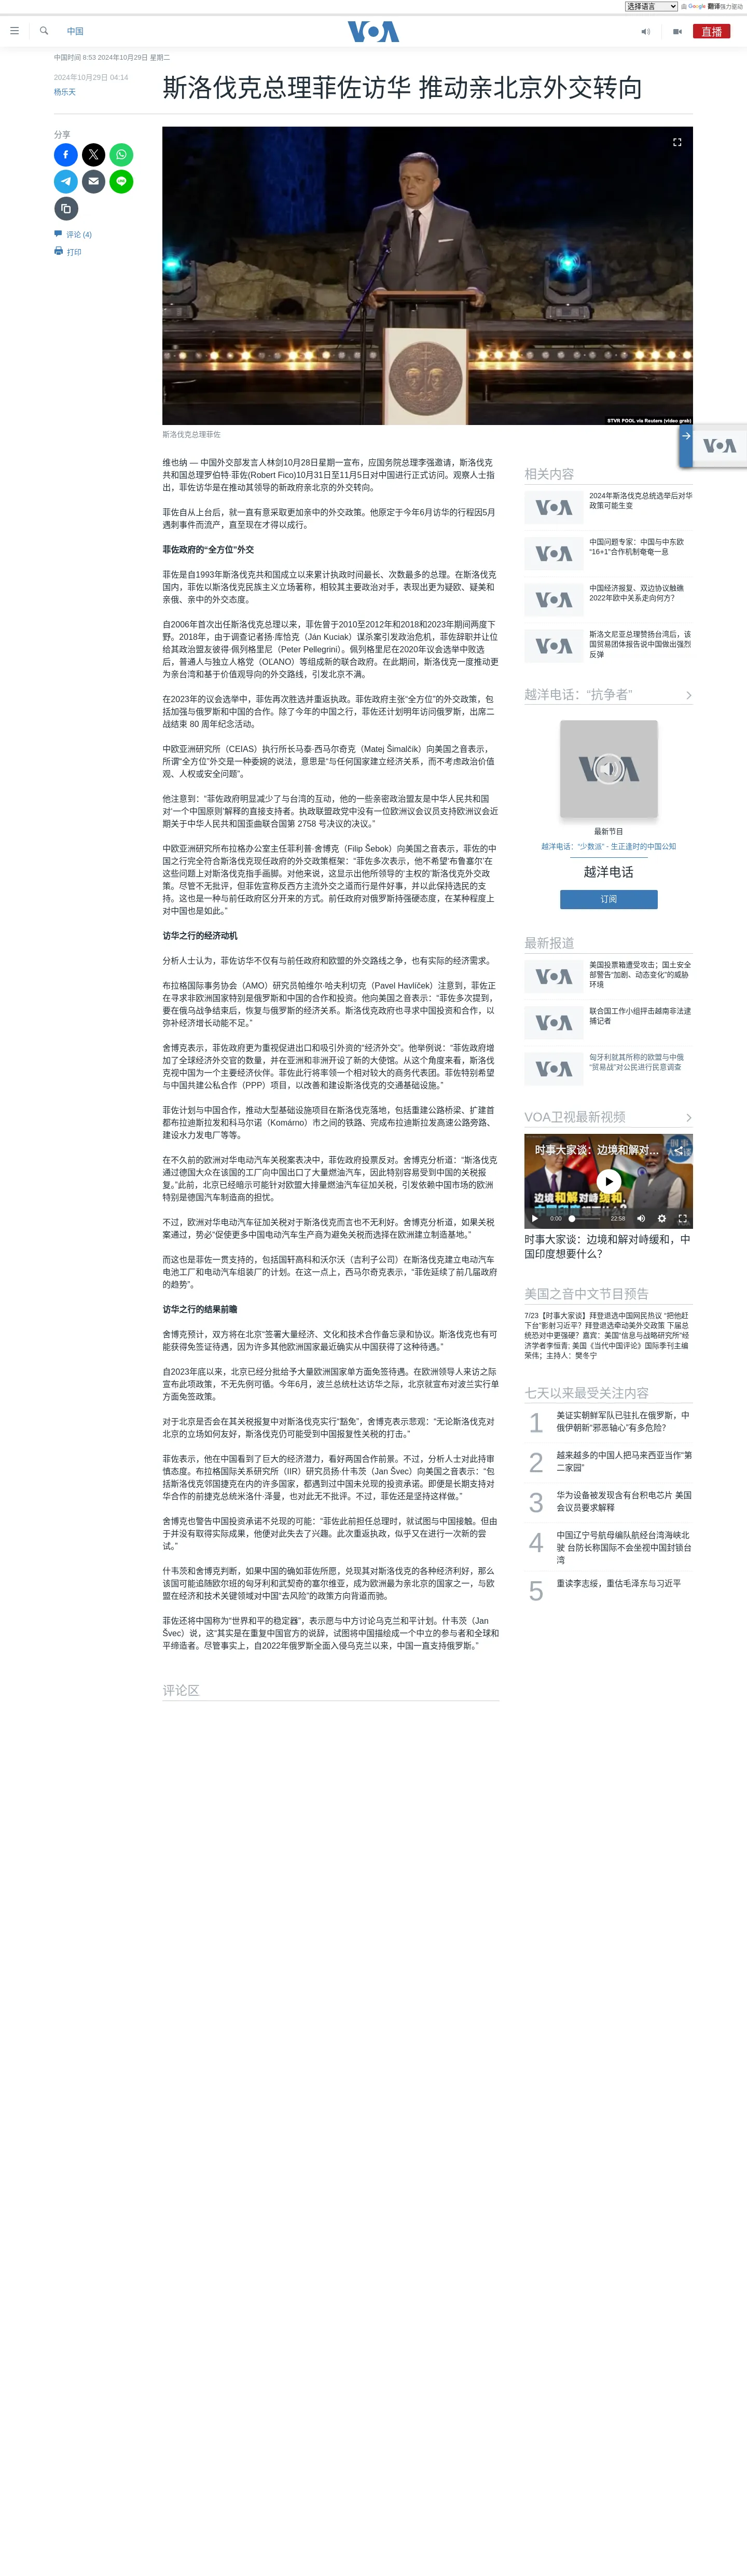 选择语言 由 Google 翻译强力驱动
中国
VOA
直播
中国时间 8:53 2024年10月29日 星期二
2024年10月29日 04:14
杨乐天
斯洛伐克总理菲佐访华 推动亲北京外交转向
分享
评论 (4)
打印
STVR POOL via Reuters (video grab)
斯洛伐克总理菲佐
维也纳 — 中国外交部发言人林剑10月28日星期一宣布，应国务院总理李强邀请，斯洛伐克
共和国总理罗伯特·菲佐(Robert Fico)10月31日至11月5日对中国进行正式访问。观察人士指
出，菲佐访华是在推动其领导的新政府亲北京的外交转向。
菲佐自从上台后，就一直有意采取更加亲中的外交政策。他原定于今年6月访华的行程因5月
遇刺事件而流产，直至现在才得以成行。
菲佐政府的“全方位”外交
菲佐是自1993年斯洛伐克共和国成立以来累计执政时间最长、次数最多的总理。在斯洛伐克
国内，菲佐以斯洛伐克民族主义立场著称，相较其主要政治对手，表现出更为疑欧、疑美和
亲俄、亲中的外交态度。
自2006年首次出任斯洛伐克总理以来，菲佐曾于2010至2012年和2018和2023年期间两度下
野。2018年，由于调查记者扬·库恰克（Ján Kuciak）谋杀案引发政治危机，菲佐辞职并让位
给其政治盟友彼得·佩列格里尼（Peter Pellegrini）。佩列格里尼在2020年议会选举中败选
后，普通人与独立人格党（OĽANO）等组成新的联合政府。在此期间，斯洛伐克一度推动更
为亲台湾和基于价值观导向的外交路线，引发北京不满。
在2023年的议会选举中，菲佐再次胜选并重返执政。菲佐政府主张“全方位”的外交政策，包
括加强与俄罗斯和中国的合作。除了今年的中国之行，菲佐还计划明年访问俄罗斯，出席二
战结束 80 周年纪念活动。
中欧亚洲研究所（CEIAS）执行所长马泰·西马尔奇克（Matej Šimalčík）向美国之音表示，
所谓“全方位”外交是一种委婉的说法，意思是“与任何国家建立经济关系，而不考虑政治价值
观、人权或安全问题”。
他注意到：“菲佐政府明显减少了与台湾的互动，他的一些亲密政治盟友是中华人民共和国
对‘一个中国原则’解释的直接支持者。执政联盟政党中没有一位欧洲议会议员支持欧洲议会近
期关于中华人民共和国歪曲联合国第 2758 号决议的决议。”
中欧亚洲研究所布拉格办公室主任菲利普·舍博克（Filip Šebok）向美国之音表示，菲佐的中
国之行完全符合斯洛伐克现任政府的外交政策框架：“菲佐多次表示，他不希望‘布鲁塞尔’在
这些问题上对斯洛伐克指手画脚。对他来说，这显示出他所领导的‘主权的’斯洛伐克外交政
策。尽管不无批评，但菲佐宣称反西方主流外交之道而行是件好事，并以此保持选民的支
持。这也是一种与前任政府区分开来的方式。前任政府对俄罗斯持强硬态度，在某种程度上
对中国也是如此。”
访华之行的经济动机
分析人士认为，菲佐访华不仅有与前任政府和欧盟的外交路线之争，也有实际的经济需求。
布拉格国际事务协会（AMO）研究员帕维尔·哈夫利切克（Pavel Havlíček）注意到，菲佐正
在寻求非欧洲国家特别是俄罗斯和中国的合作和投资。他向美国之音表示：“菲佐多次提到，
要在俄乌战争结束后，恢复与俄罗斯的经济关系。斯洛伐克政府也寻求中国投资和合作，以
弥补经济增长动能不足。”
舍博克表示，菲佐政府更为重视促进出口和吸引外资的“经济外交”。他举例说：“菲佐政府增
加了全球经济外交官的数量，并在亚洲和非洲开设了新的大使馆。从这个角度来看，斯洛伐
克视中国为一个主要经济伙伴。菲佐此行将率领一个相对较大的商务代表团。菲佐特别希望
与中国共建公私合作（PPP）项目，以改善和建设斯洛伐克的交通基础设施。”
菲佐计划与中国合作，推动大型基础设施项目在斯洛伐克落地，包括重建公路桥梁、扩建首
都布拉迪斯拉发和科马尔诺（Komárno）市之间的铁路、完成布拉迪斯拉发高速公路旁路、
建设水力发电厂等等。
在不久前的欧洲对华电动汽车关税案表决中，菲佐政府投票反对。舍博克分析道：“斯洛伐克
通过德国大众在该国的工厂向中国出口了大量燃油汽车，因此特别容易受到中国的关税报
复。”此前，北京已经暗示可能针对欧盟大排量燃油汽车征加关税，引发依赖中国市场的欧洲
特别是德国汽车制造商的担忧。
不过，欧洲对华电动汽车征加关税对于斯洛伐克而言也不无利好。舍博克分析道，如果关税
案通过，势必“促使更多中国电动汽车生产商为避免关税而选择在欧洲建立制造基地。”
而这也是菲佐一贯支持的，包括国轩高科和沃尔沃（吉利子公司）在斯洛伐克建立电动汽车
电池工厂和电动汽车组装厂的计划。在这一点上，西马尔奇克表示，“菲佐延续了前几届政府
的趋势”。
访华之行的结果前瞻
舍博克预计，双方将在北京“签署大量经济、文化和技术合作备忘录和协议。斯洛伐克也有可
能获得免签证待遇，因为许多其他欧洲国家最近确实从中国获得了这种待遇。”
自2023年底以来，北京已经分批给予大量欧洲国家单方面免签待遇。在欧洲领导人来访之际
宣布此项政策，不无先例可循。今年6月，波兰总统杜达访华之际，北京就宣布对波兰实行单
方面免签政策。
对于北京是否会在其关税报复中对斯洛伐克实行“豁免”，舍博克表示悲观：“无论斯洛伐克对
北京的立场如何友好，斯洛伐克仍可能受到中国报复性关税的打击。”
菲佐表示，他在中国看到了巨大的经济潜力，看好两国合作前景。不过，分析人士对此持审
慎态度。布拉格国际关系研究所（IIR）研究员扬·什韦茨（Jan Švec）向美国之音表示：“包
括斯洛伐克邻国捷克在内的许多国家，都遇到过中国未兑现的投资承诺。即便是长期支持对
华合作的前捷克总统米洛什·泽曼，也对此无不批评。不过，菲佐还是坚持这样做。”
舍博克也警告中国投资承诺不兑现的可能：“菲佐此前担任总理时，就试图与中国接触。但由
于并没有取得实际成果，他便对此失去了兴趣。此次重返执政，似乎又在进行一次新的尝
试。”
什韦茨和舍博克判断，如果中国的确如菲佐所愿，兑现其对斯洛伐克的各种经济利好，那么
该国可能追随欧尔班的匈牙利和武契奇的塞尔维亚，成为欧洲最为亲北京的国家之一，与欧
盟在经济和技术关键领域对中国“去风险”的政策方向背道而驰。
菲佐还将中国称为“世界和平的稳定器”，表示愿与中方讨论乌克兰和平计划。什韦茨（Jan
Švec）说，这“其实是在重复中国官方的说辞，试图将中国描绘成一个中立的参与者和全球和
平缔造者。尽管事实上，自2022年俄罗斯全面入侵乌克兰以来，中国一直支持俄罗斯。”
评论区
相关内容
2024年斯洛伐克总统选举后对华
政策可能生变
中国问题专家：中国与中东欧
“16+1”合作机制奄奄一息
中国经济报复、双边协议触礁
2022年欧中关系走向何方?
斯洛文尼亚总理赞扬台湾后，该
国贸易团体报告说中国做出强烈
反弹
越洋电话：“抗争者”
最新节目
越洋电话：“少数派” - 生正逢时的中国公知
越洋电话
订阅
最新报道
美国投票箱遭受攻击；国土安全
部警告“加剧、动态变化”的威胁
环境
联合国工作小组抨击越南非法逮
捕记者
匈牙利就其所称的欧盟与中俄
“贸易战”对公民进行民意调查
VOA卫视最新视频
时事大家谈：边境和解对...
边境和解对峙缓和,
0:00 22:58
时事大家谈：边境和解对峙缓和，中
国印度想要什么？
美国之音中文节目预告
7/23【时事大家谈】拜登退选中国网民热议 “把他赶
下台”影射习近平？拜登退选牵动美外交政策 下届总
统恐对中更强硬？嘉宾：美国“信息与战略研究所”经
济学者李恒青; 美国《当代中国评论》国际季刊主编
荣伟；主持人：樊冬宁
七天以来最受关注内容
1 美证实朝鲜军队已驻扎在俄罗斯，中
俄伊朝新“邪恶轴心”有多危险？
2 越来越多的中国人把马来西亚当作“第
二家园”
3 华为设备被发现含有台积电芯片 美国
会议员要求解释
4 中国辽宁号航母编队航经台湾海峡北
驶 台防长称国际不会坐视中国封锁台
湾
5 重读李志绥，重估毛泽东与习近平